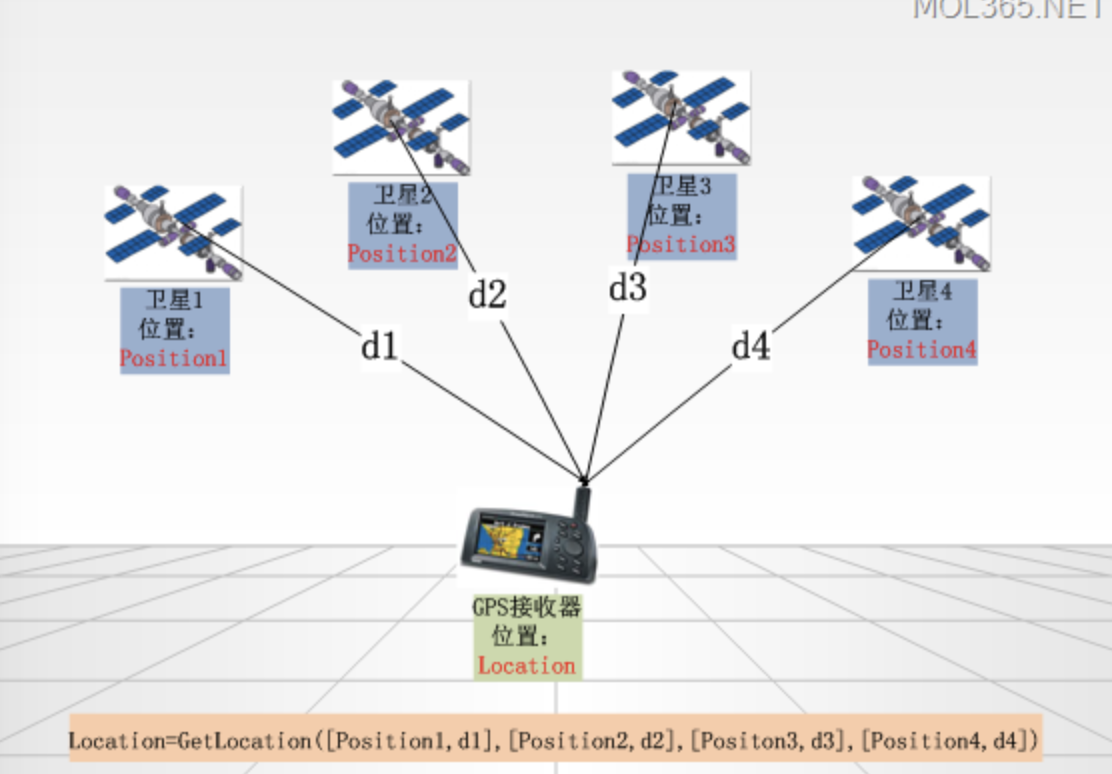 MOL365.NET
卫星2
位置：
Position2
卫星3
位置：
Position3
卫星1
位置：
Position1
卫星4
位置：
Position4
d1
d2
d3
d4
GPS接收器
位置：
Location
Location=GetLocation([Position1,d1],[Position2,d2],[Positon3,d3],[Position4,d4])